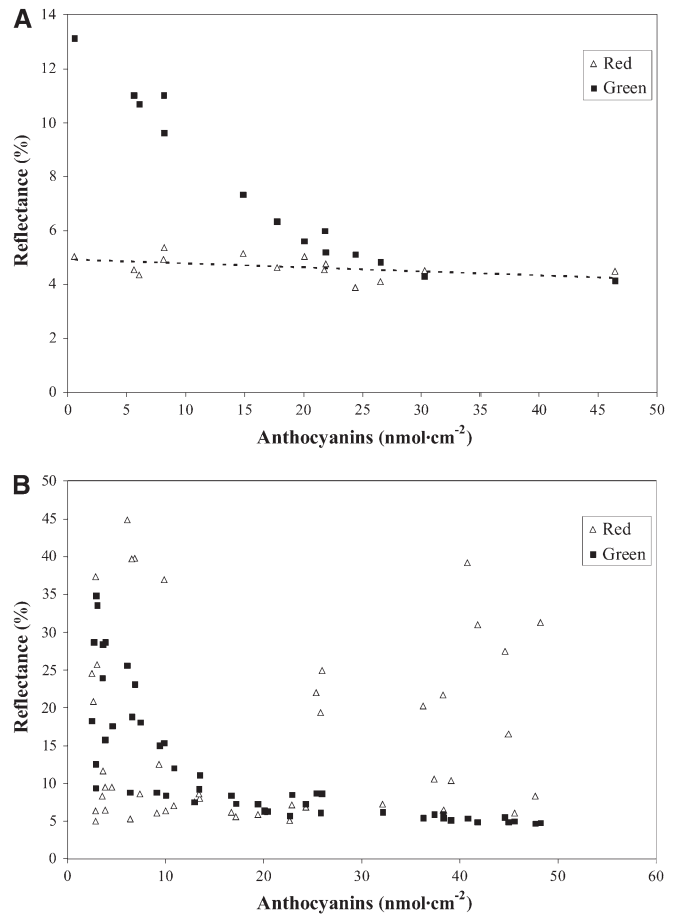 A
14
12
10
8
6
4
2
0
Reflectance (%)
Red
Green
0 5 10 15 20 25 30 35 40 45 50
Anthocyanins (nmol·cm-2)
B
50
45
40
35
30
25
20
15
10
5
0
Reflectance (%)
Red
Green
0 10 20 30 40 50 60
Anthocyanins (nmol·cm-2)